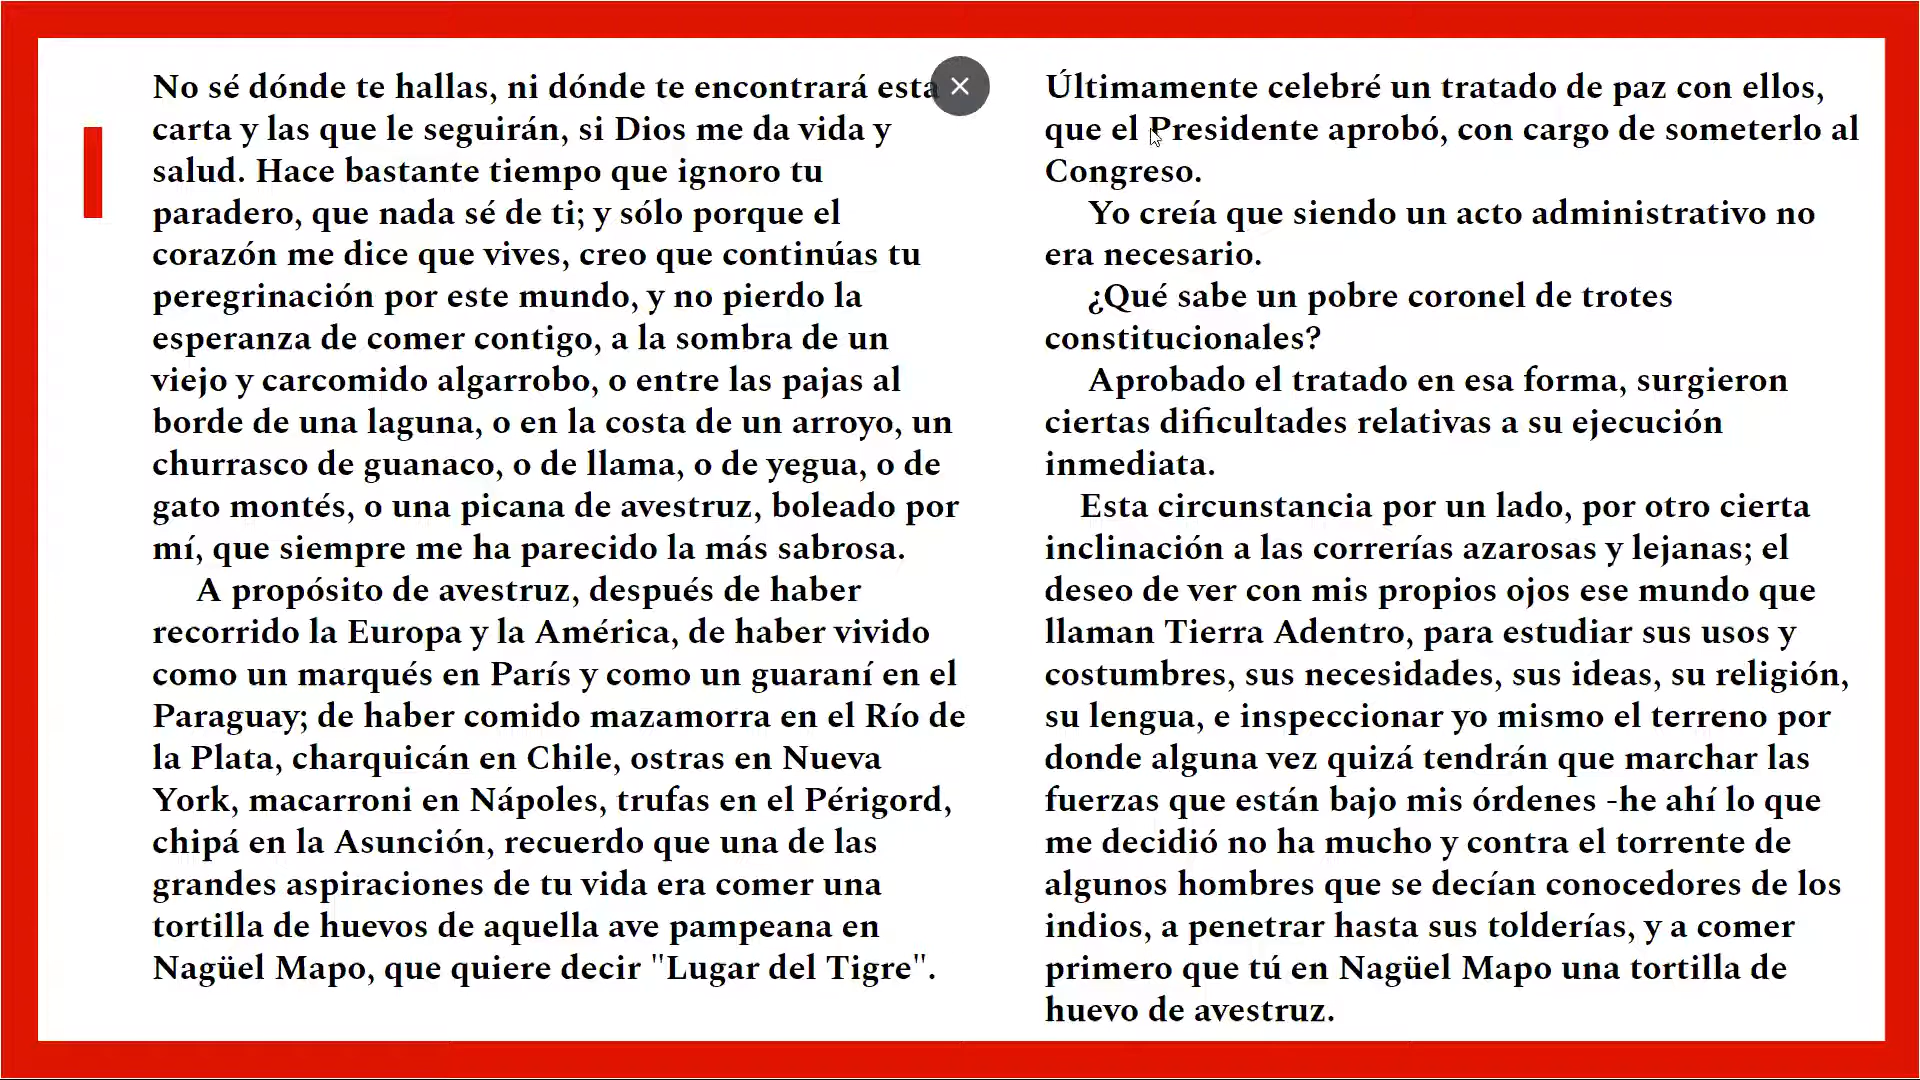 No sé dónde te hallas, ni dónde te encontrará esta
carta y las que le seguirán, si Dios me da vida y
salud. Hace bastante tiempo que ignoro tu
paradero, que nada sé de ti; y sólo porque el
corazón me dice que vives, creo que continúas tu
peregrinación por este mundo, y no pierdo la
esperanza de comer contigo, a la sombra de un
viejo y carcomido algarrobo, o entre las pajas al
borde de una laguna, o en la costa de un arroyo, un
churrasco de guanaco, o de llama, o de yegua, o de
gato montés, o una picana de avestruz, boleado por
mí, que siempre me ha parecido la más sabrosa.
A propósito de avestruz, después de haber
recorrido la Europa y la América, de haber vivido
como un marqués en París y como un guaraní en el
Paraguay; de haber comido mazamorra en el Río de
la Plata, charquicán en Chile, ostras en Nueva
York, macarroni en Nápoles, trufas en el Périgord,
chipá en la Asunción, recuerdo que una de las
grandes aspiraciones de tu vida era comer una
tortilla de huevos de aquella ave pampeana en
Nagüel Mapo, que quiere decir "Lugar del Tigre".
Últimamente celebré un tratado de paz con ellos,
que el Presidente aprobó, con cargo de someterlo al
Congreso.
Yo creía que siendo un acto administrativo no
era necesario.
¿Qué sabe un pobre coronel de trotes
constitucionales?
Aprobado el tratado en esa forma, surgieron
ciertas dificultades relativas a su ejecución
inmediata.
Esta circunstancia por un lado, por otro cierta
inclinación a las correrías azarosas y lejanas; el
deseo de ver con mis propios ojos ese mundo que
llaman Tierra Adentro, para estudiar sus usos y
costumbres, sus necesidades, sus ideas, su religión,
su lengua, e inspeccionar yo mismo el terreno por
donde alguna vez quizá tendrán que marchar las
fuerzas que están bajo mis órdenes -he ahí lo que
me decidió no ha mucho y contra el torrente de
algunos hombres que se decían conocedores de los
indios, a penetrar hasta sus tolderías, y a comer
primero que tú en Nagüel Mapo una tortilla de
huevo de avestruz.